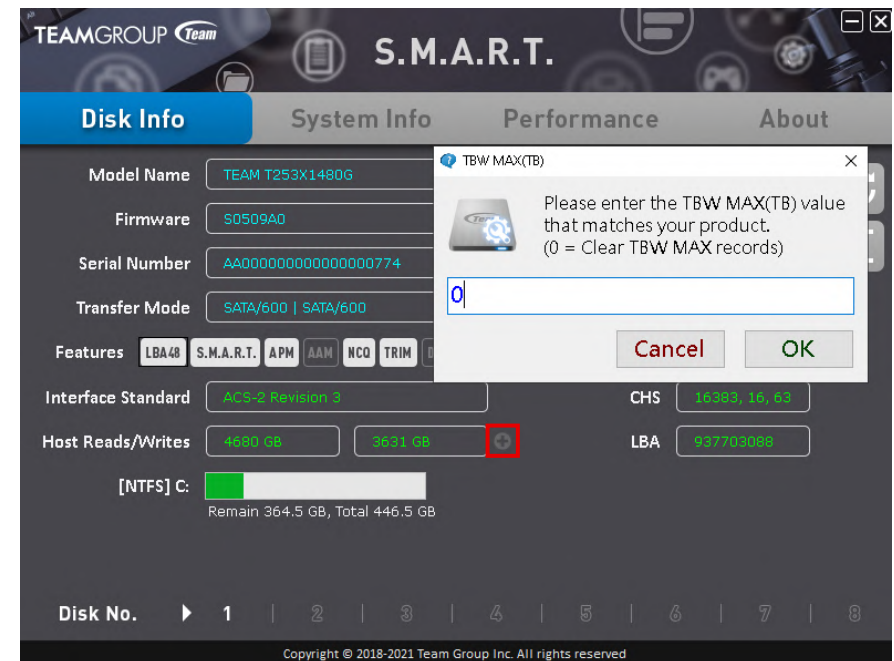 TEAMGROUP Team
S.M.A.R.T.
Disk Info System Info Performance About
Model Name TEAM T253X1480G
Firmware S0509A0
Serial Number AA000000000000000774
Transfer Mode SATA/600 | SATA/600
Features LBA48 S.M.A.R.T. APM AAM NCQ TRIM
TBW MAX(TB)
Please enter the TBW MAX(TB) value
that matches your product.
(0 = Clear TBW MAX records)
0
Cancel OK
Interface Standard ACS-2 Revision 3 CHS 16383, 16, 63
Host Reads/Writes 4680 GB 3631 GB LBA 937703088
[NTFS] C:
Remain 364.5 GB, Total 446.5 GB
Disk No. 1 | 2 | 3 | 4 | 5 | 6 | 7 | 8
Copyright © 2018-2021 Team Group Inc. All rights reserved